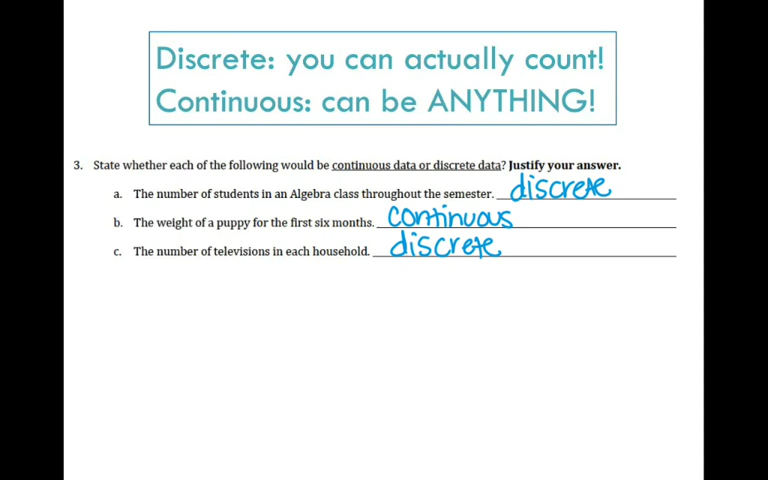 Discrete: you can actually count!
Continuous: can be ANYTHING!
3. State whether each of the following would be continuous data or discrete data? Justify your answer.
a. The number of students in an Algebra class throughout the semester. discrete
b. The weight of a puppy for the first six months. continuous
c. The number of televisions in each household. discrete